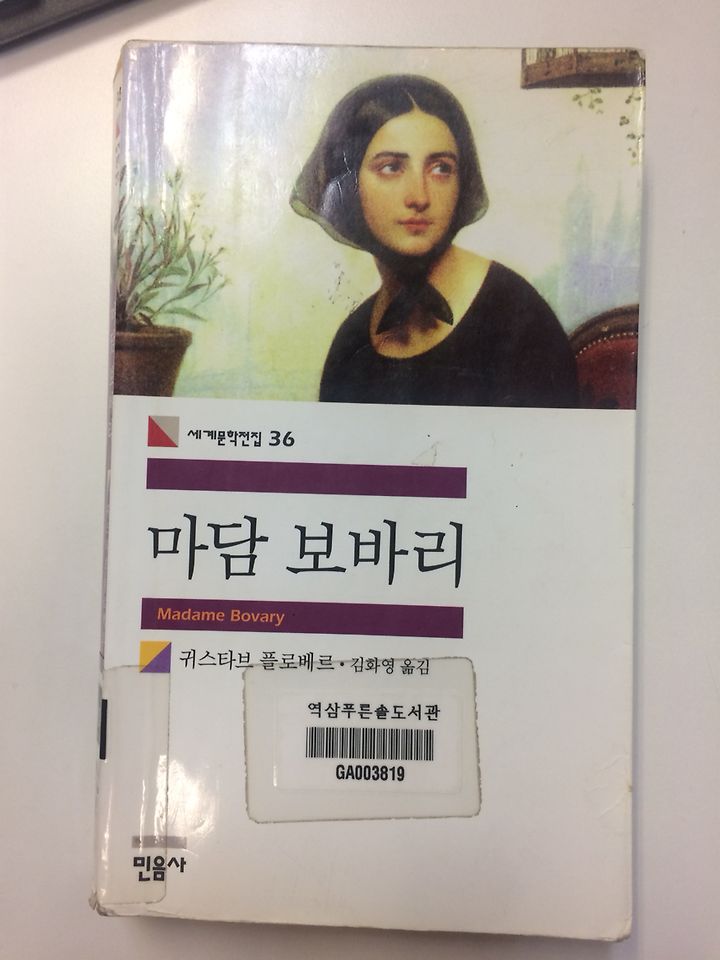 세계문학전집 36
마담 보바리
Madame Bovary
귀스타브 플로베르 · 김화영 옮김
역삼푸른솔도서관
GA003819
민음사